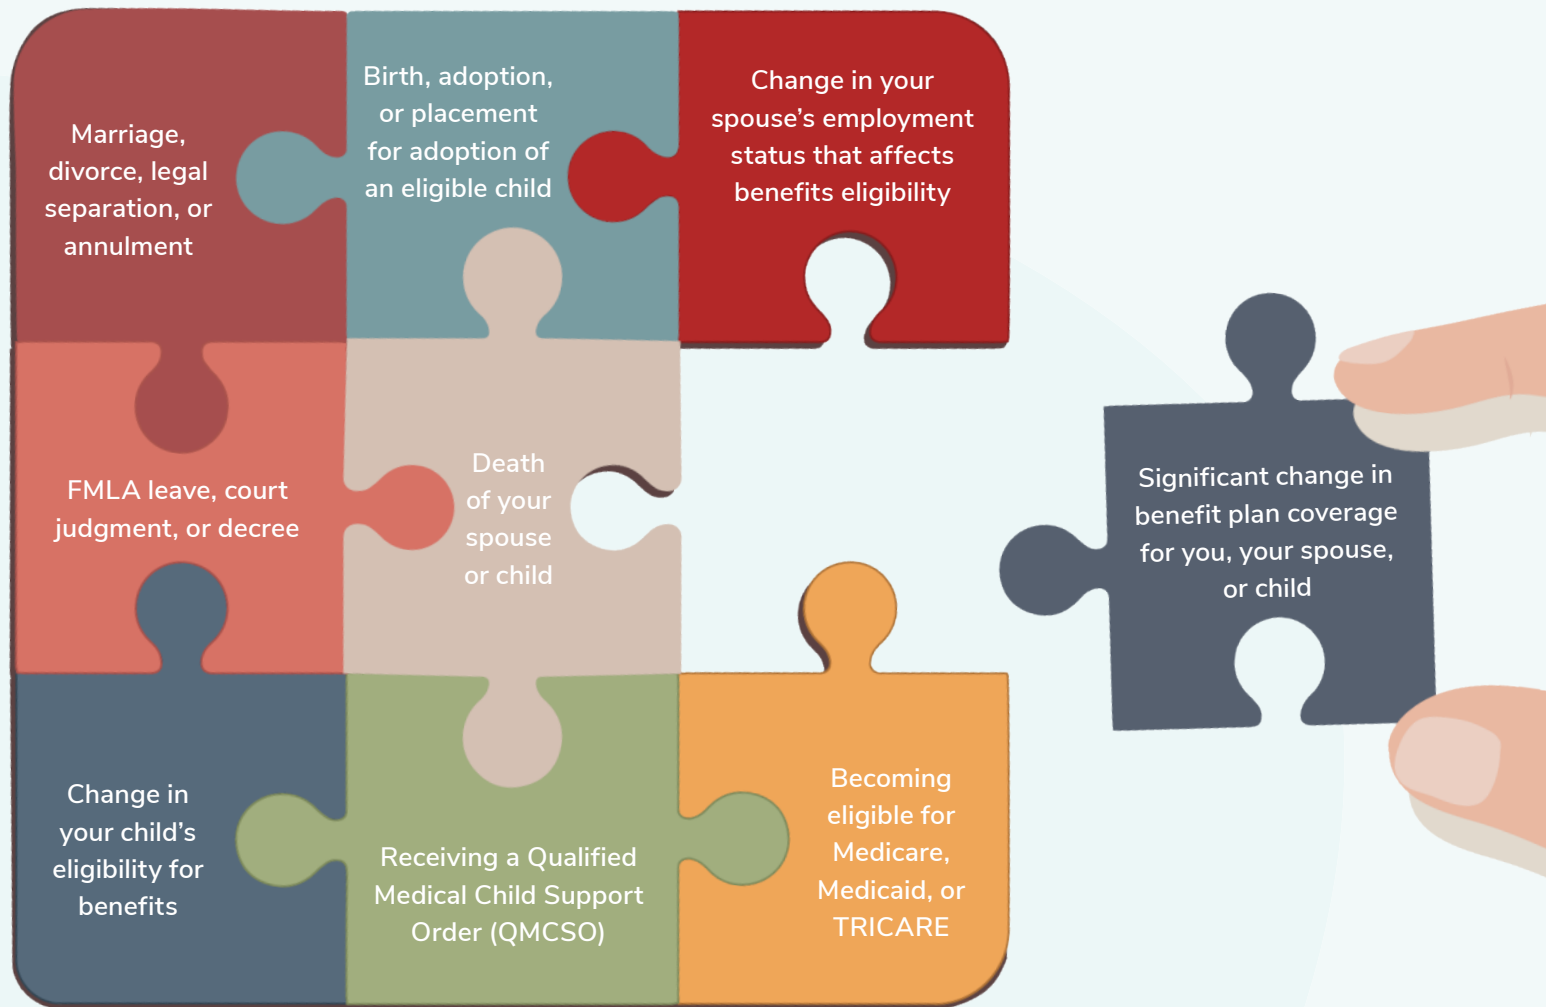 Marriage,
divorce, legal
separation, or
annulment
Birth, adoption,
or placement
for adoption of
an eligible child
Change in your
spouse’s employment
status that affects
benefits eligibility
FMLA leave, court
judgment, or decree
Death
of your
spouse
or child
Significant change in
benefit plan coverage
for you, your spouse,
or child
Change in
your child’s
eligibility for
benefits
Receiving a Qualified
Medical Child Support
Order (QMCSO)
Becoming
eligible for
Medicare,
Medicaid, or
TRICARE